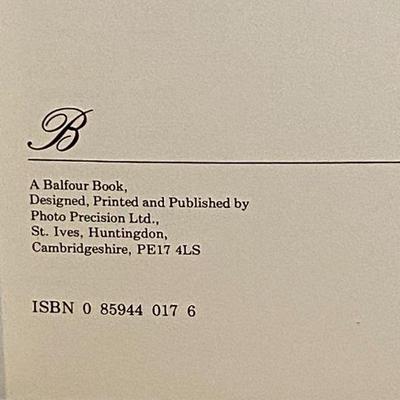 B
A Balfour Book,
Designed, Printed and Published by
Photo Precision Ltd.,
St. Ives, Huntingdon,
Cambridgeshire, PE17 4LS
ISBN 0 85944 017 6